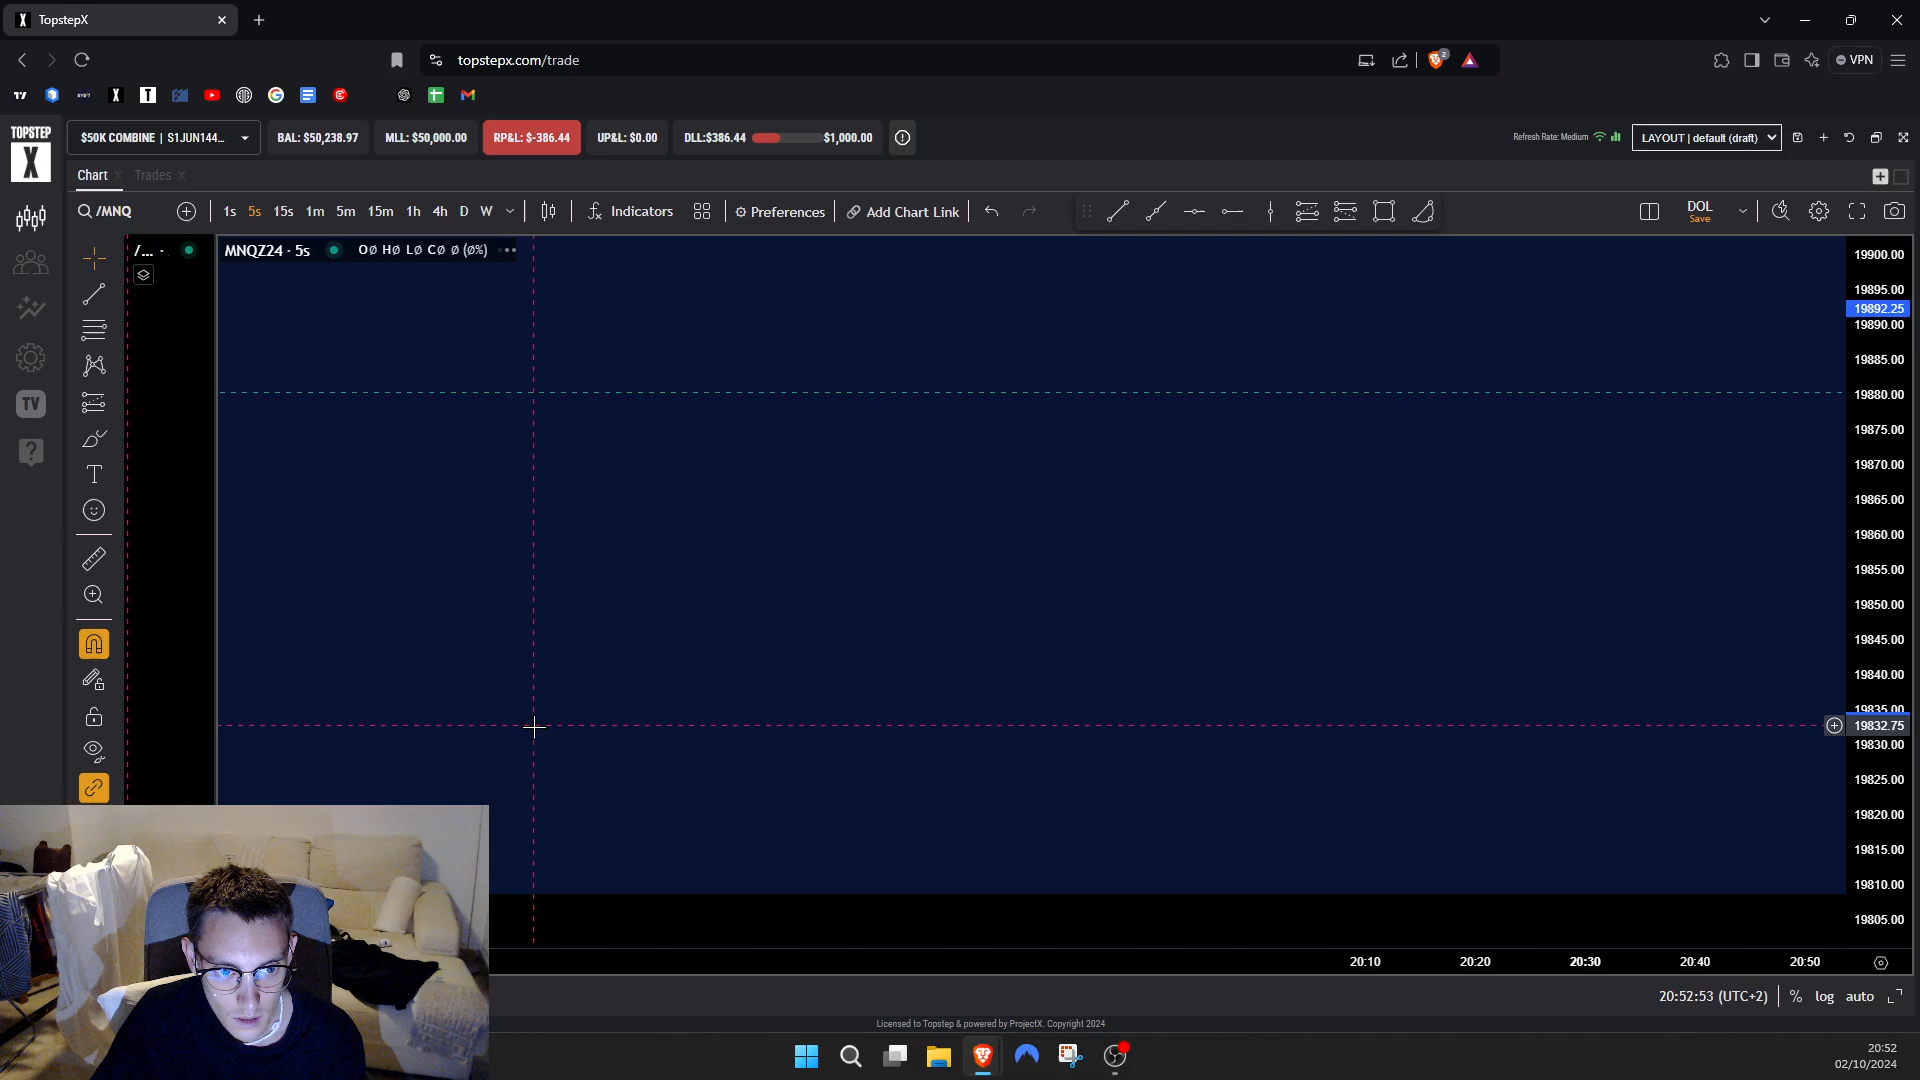 TopstepX
topstepx.com/trade
2
VPN
TOPSTEP
X
$50K COMBINE | S1JUN144...
BAL: $50,238.97
MLL: $50,000.00
RP&L: $-386.44
UP&L: $0.00
DLL:$386.44
$1,000.00
Refresh Rate: Medium
LAYOUT | default (draft)
Chart
Trades
/MNQ
1s 5s 15s 1m 5m 15m 1h 4h D W
Indicators
Preferences
Add Chart Link
DOL
Save
/... ·
MNQZ24 · 5s
O∅ H∅ L∅ C∅ ∅ (∅%)
TV
19900.00
19895.00
19892.25
19890.00
19885.00
19880.00
19875.00
19870.00
19865.00
19860.00
19855.00
19850.00
19845.00
19840.00
19835.00
19832.75
19830.00
19825.00
19820.00
19815.00
19810.00
19805.00
20:10 20:20 20:30 20:40 20:50
20:52:53 (UTC+2)
% log auto
Licensed to Topstep & powered by ProjectX. Copyright 2024
20:52
02/10/2024